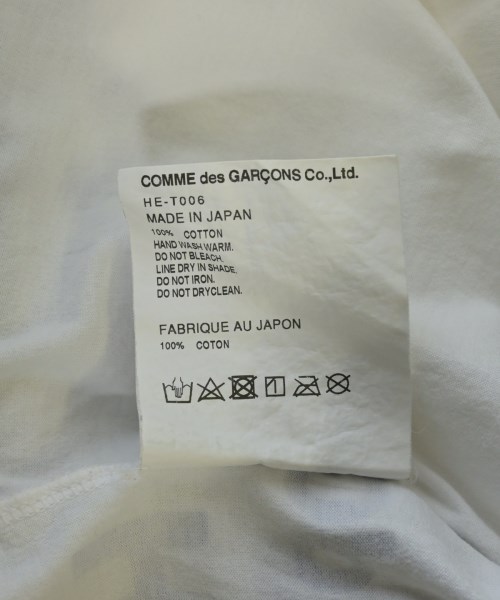 COMME des GARÇONS Co.,Ltd.
HE-T006
MADE IN JAPAN
100% COTTON
HAND WASH WARM.
DO NOT BLEACH.
LINE DRY IN SHADE.
DO NOT IRON.
DO NOT DRYCLEAN.
FABRIQUE AU JAPON
100% COTON